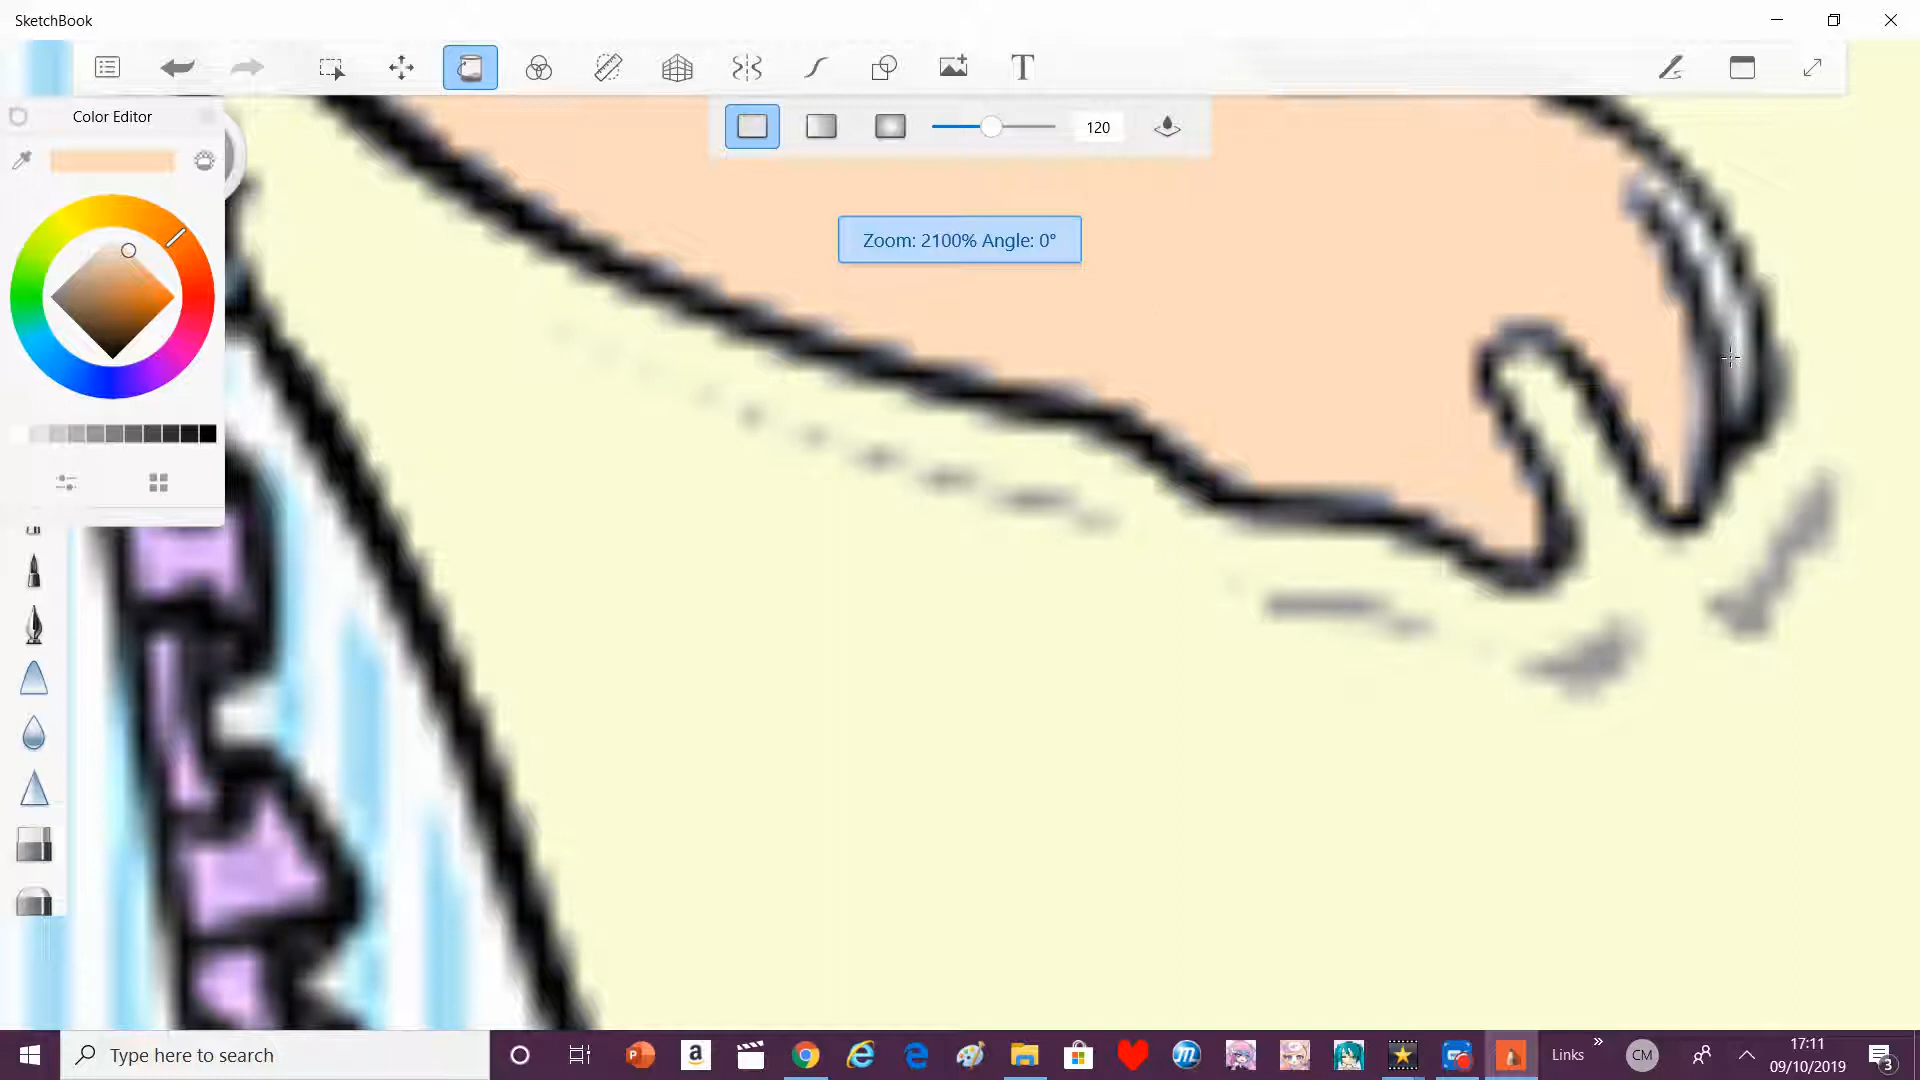 SketchBook
T
Color Editor
120
Zoom: 2100% Angle: 0°
Type here to search
Links
CM
17:11
09/10/2019
3